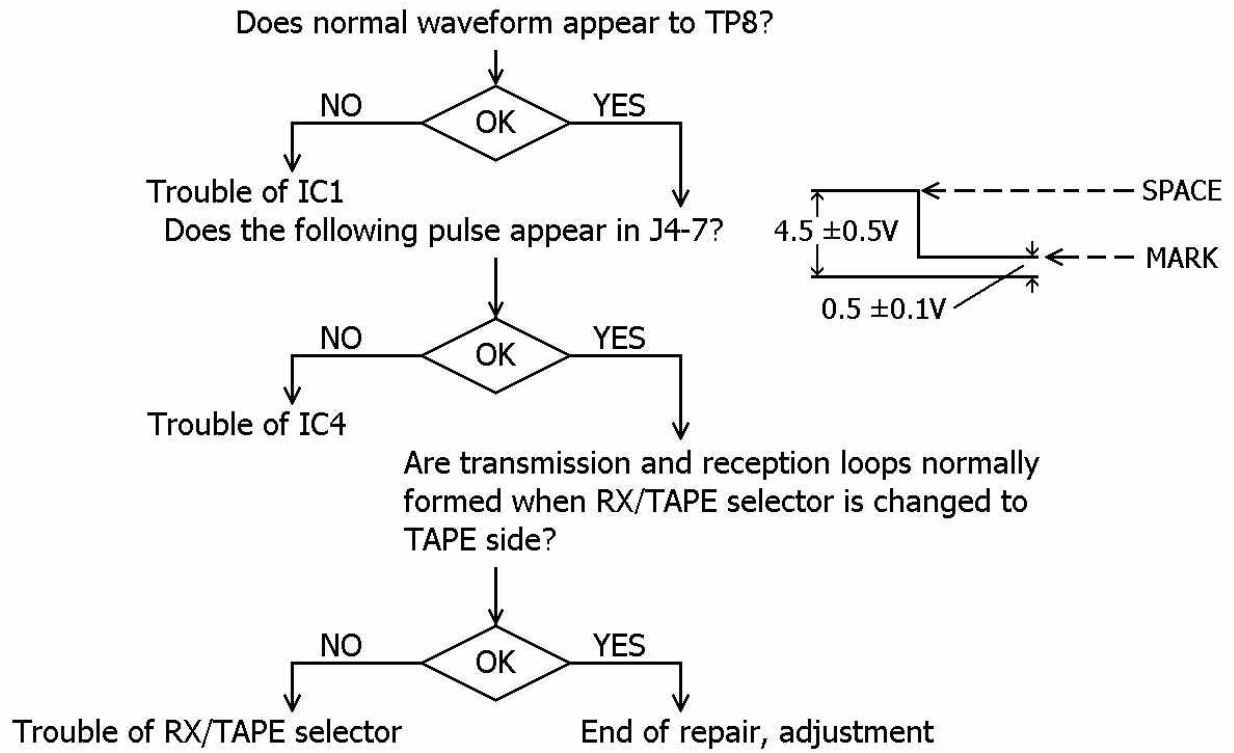 Does normal waveform appear to TP8?
NO
OK
YES
Trouble of IC1
Does the following pulse appear in J4-7?
4.5 ±0.5V
SPACE
MARK
0.5 ±0.1V
NO
OK
YES
Trouble of IC4
Are transmission and reception loops normally
formed when RX/TAPE selector is changed to
TAPE side?
NO
OK
YES
Trouble of RX/TAPE selector
End of repair, adjustment